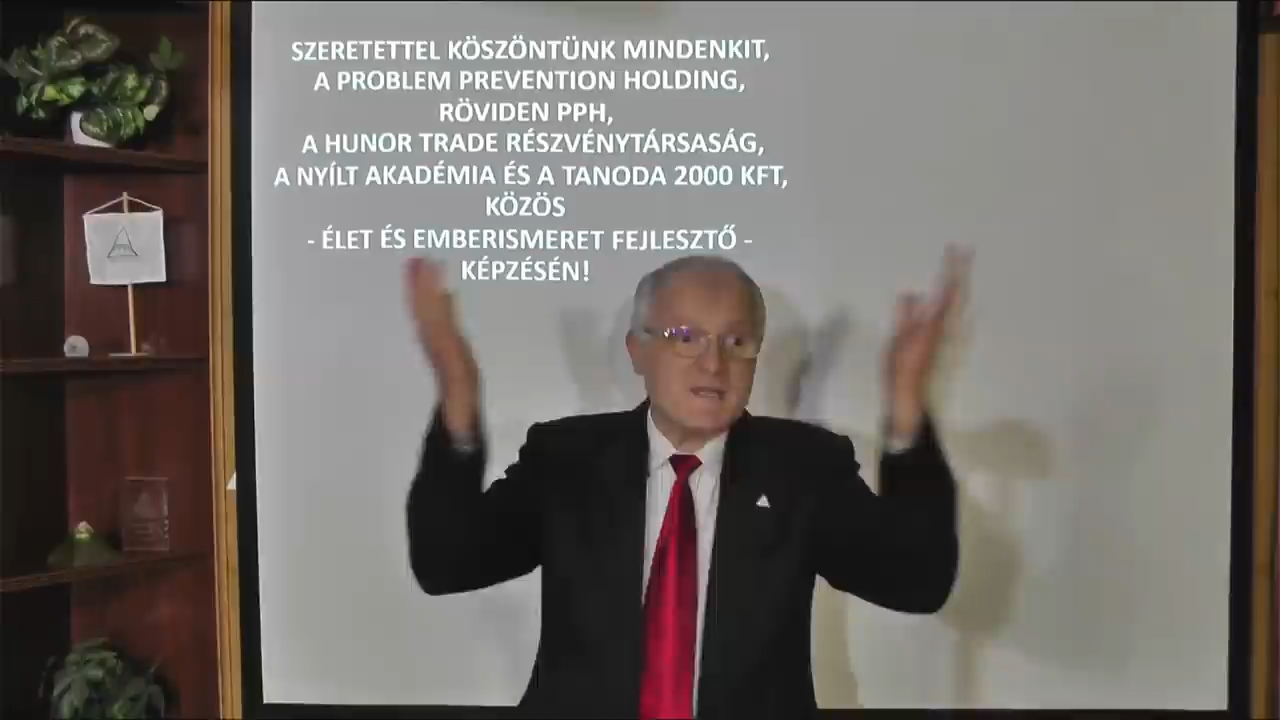 SZERETETTEL KÖSZÖNTÜNK MINDENKIT,
A PROBLEM PREVENTION HOLDING,
RÖVIDEN PPH,
A HUNOR TRADE RÉSZVÉNYTÁRSASÁG,
A NYÍLT AKADÉMIA ÉS A TANODA 2000 KFT,
KÖZÖS
- ÉLET ÉS EMBERISMERET FEJLESZTŐ -
KÉPZÉSÉN!